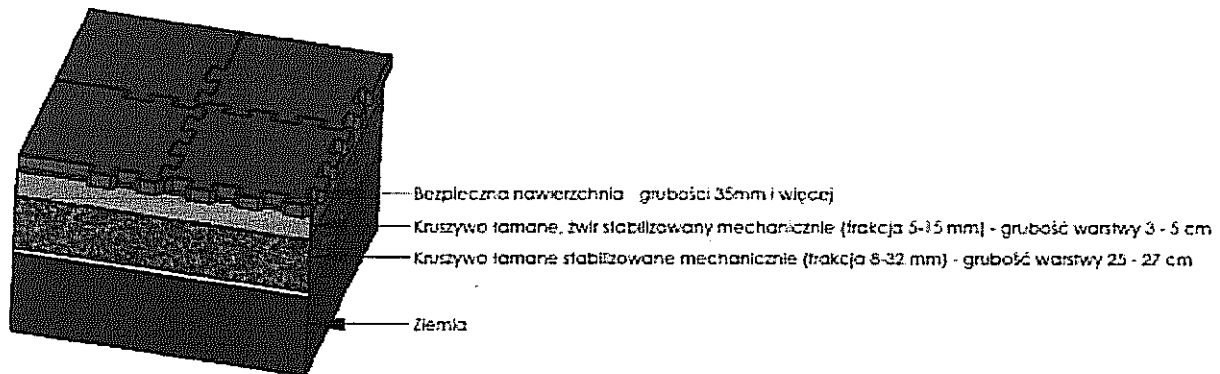 Bezpieczna nawierzchnia grubości 35mm i więcej
Kruszywo łamane, żwir stabilizowany mechanicznie (frakcja 5-15 mm) - grubość warstwy 3 - 5 cm
Kruszywo łamane stabilizowane mechanicznie (frakcja 8-32 mm) - grubość warstwy 25 - 27 cm
Ziemia